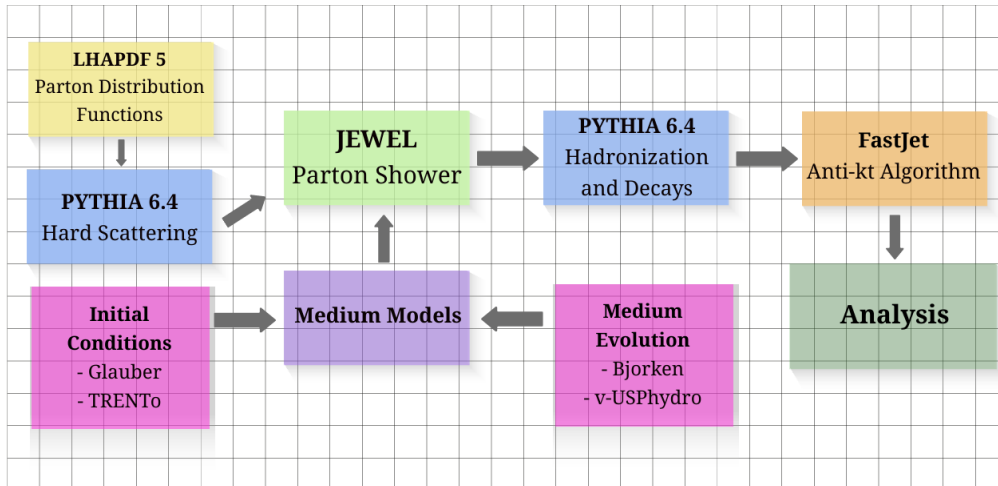 LHAPDF 5
Parton Distribution
Functions
PYTHIA 6.4
Hard Scattering
JEWEL
Parton Shower
PYTHIA 6.4
Hadronization
and Decays
FastJet
Anti-kt Algorithm
Initial
Conditions
- Glauber
- TRENTo
Medium Models
Medium
Evolution
- Bjorken
- v-USPhydro
Analysis